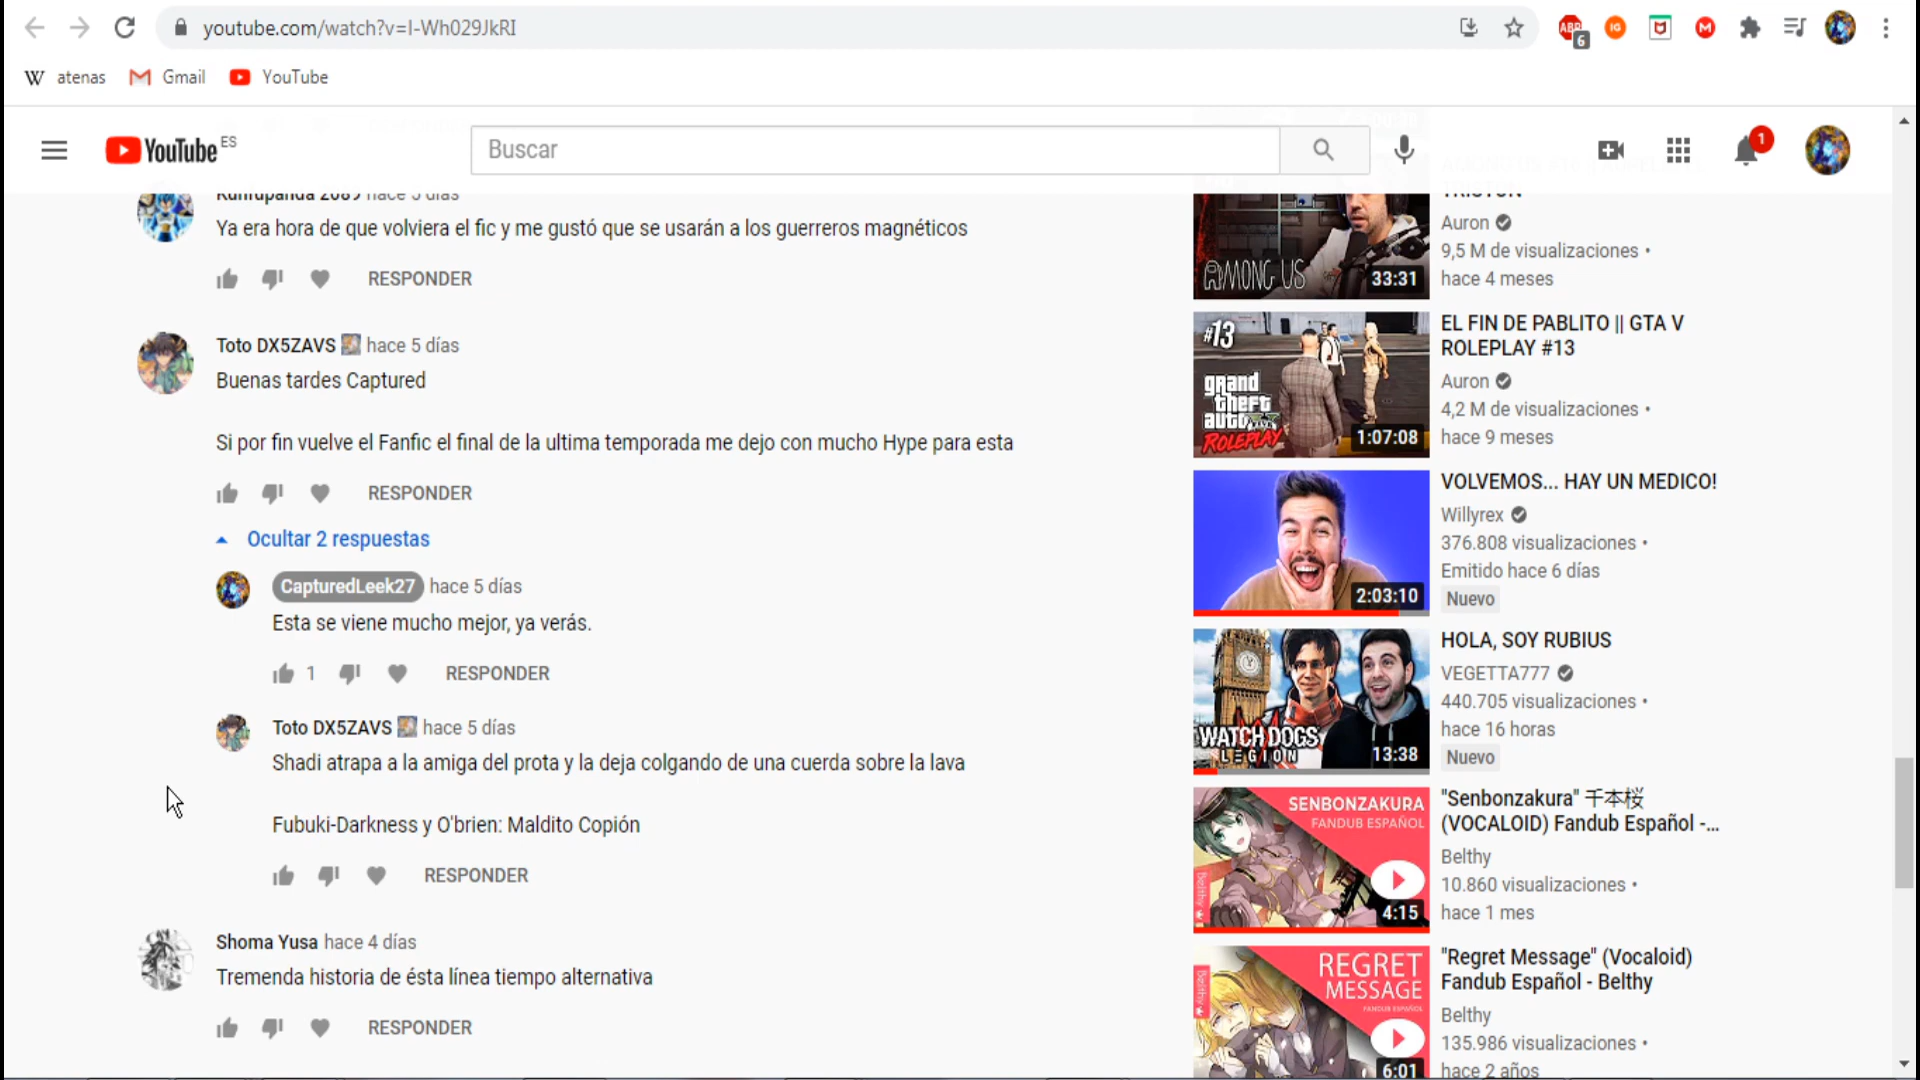 youtube.com/watch?v=I-Wh029JkRI
ABP
6
IG
M
W atenas
Gmail
YouTube
YouTube ES
Buscar
1
Kunfupanda 2089 hace 5 días
Ya era hora de que volviera el fic y me gustó que se usarán a los guerreros magnéticos
RESPONDER
Toto DX5ZAVS hace 5 días
Buenas tardes Captured
Si por fin vuelve el Fanfic el final de la ultima temporada me dejo con mucho Hype para esta
RESPONDER
Ocultar 2 respuestas
CapturedLeek27 hace 5 días
Esta se viene mucho mejor, ya verás.
1
RESPONDER
Toto DX5ZAVS hace 5 días
Shadi atrapa a la amiga del prota y la deja colgando de una cuerda sobre la lava
Fubuki-Darkness y O'brien: Maldito Copión
RESPONDER
Shoma Yusa hace 4 días
Tremenda historia de ésta línea tiempo alternativa
RESPONDER
AMONG US
33:31
Auron
9,5 M de visualizaciones •
hace 4 meses
#13
grand
theft
auto
ROLEPLAY
1:07:08
EL FIN DE PABLITO || GTA V
ROLEPLAY #13
Auron
4,2 M de visualizaciones •
hace 9 meses
2:03:10
VOLVEMOS... HAY UN MEDICO!
Willyrex
376.808 visualizaciones •
Emitido hace 6 días
Nuevo
WATCH DOGS
LEGION
13:38
HOLA, SOY RUBIUS
VEGETTA777
440.705 visualizaciones •
hace 16 horas
Nuevo
SENBONZAKURA
FANDUB ESPAÑOL
Belthy
4:15
"Senbonzakura" 千本桜
(VOCALOID) Fandub Español -...
Belthy
10.860 visualizaciones •
hace 1 mes
REGRET
MESSAGE
FANDUB ESPAÑOL
Belthy
6:01
"Regret Message" (Vocaloid)
Fandub Español - Belthy
Belthy
135.986 visualizaciones •
hace 2 años